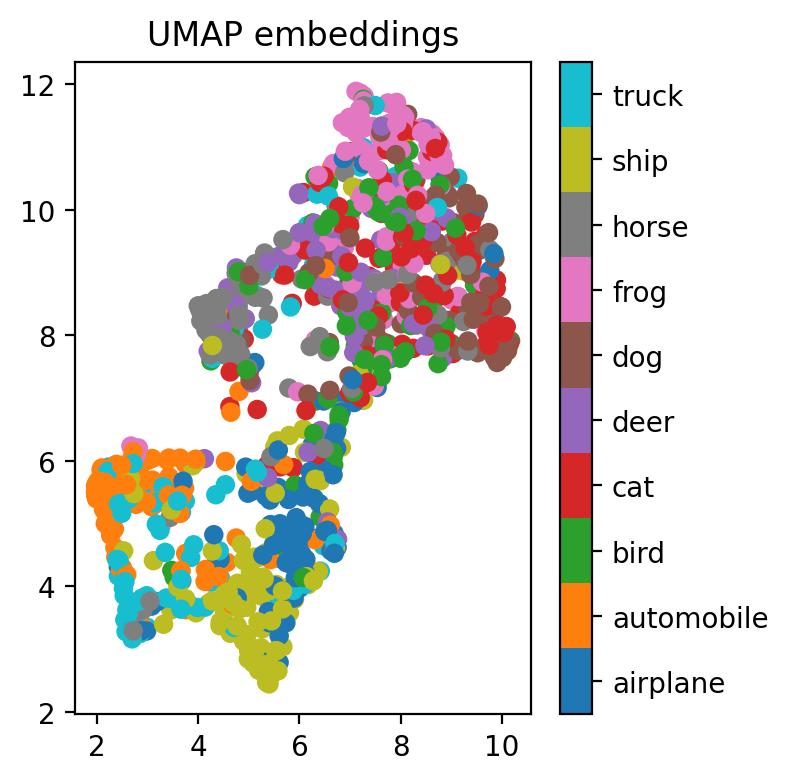 UMAP embeddings
12
10
8
6
4
2
2 4 6 8 10
truck
ship
horse
frog
dog
deer
cat
bird
automobile
airplane